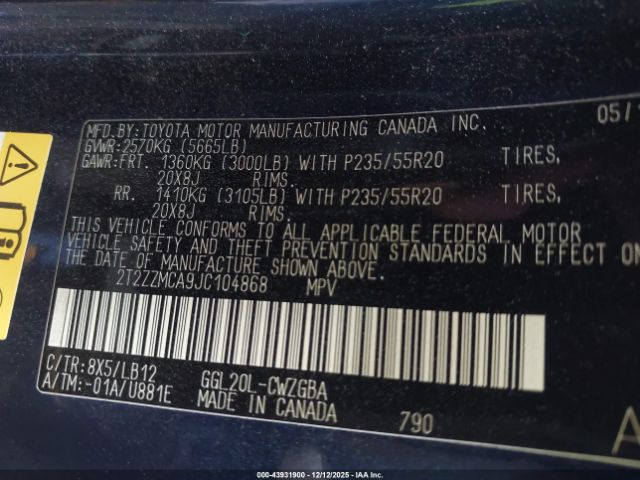 MFD.BY:TOYOTA MOTOR MANUFACTURING CANADA INC. 05/
GVWR:2570KG (5665LB)
GAWR:FRT. 1360KG (3000LB) WITH P235/55R20 TIRES,
20X8J RIMS.
RR. 1410KG (3105LB) WITH P235/55R20 TIRES,
20X8J RIMS.
THIS VEHICLE CONFORMS TO ALL APPLICABLE FEDERAL MOTOR
VEHICLE SAFETY AND THEFT PREVENTION STANDARDS IN EFFECT ON
THE DATE OF MANUFACTURE SHOWN ABOVE.
2T2ZZMCA9JC104868 MPV
C/TR:8X5/LB12
A/TM:-01A/U881E
GGL20L-CWZGBA
MADE IN CANADA 790
A
000-43931900 - 12/12/2025 - IAA Inc.